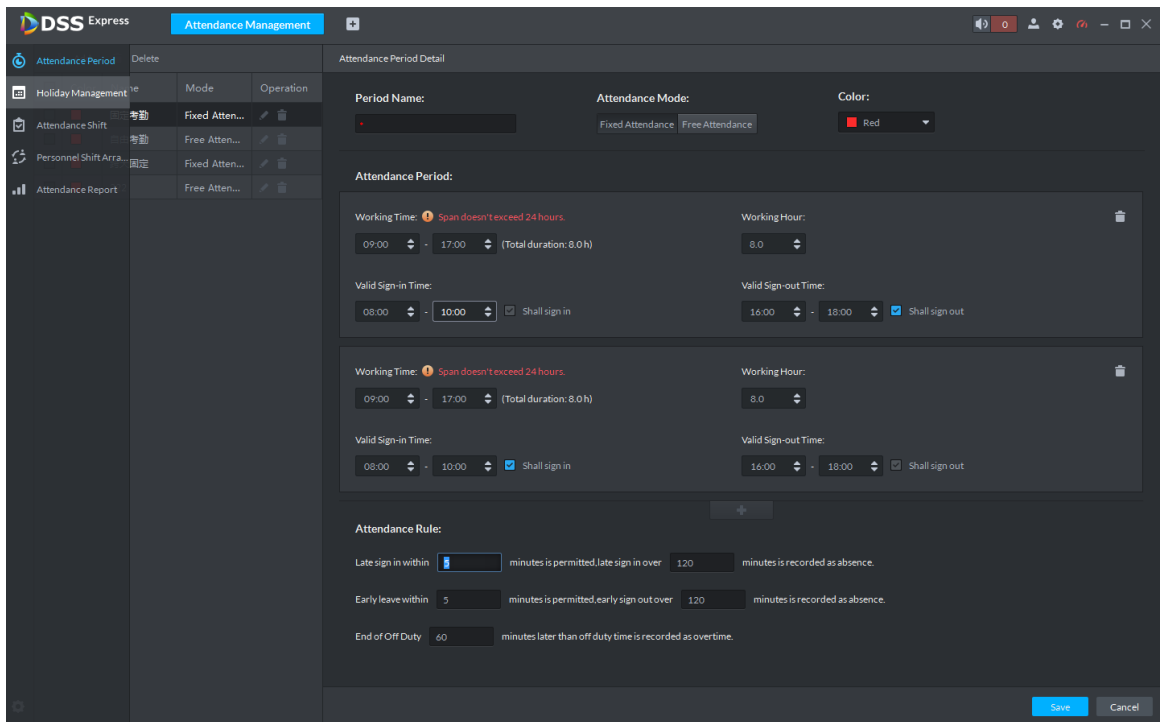 DSS Express
Attendance Management
0
Attendance Period
Delete
Attendance Period Detail
Holiday Management
Mode
Operation
Attendance Shift
考勤
Fixed Atten...
考勤
Free Atten...
Personnel Shift Arra...
固定
Fixed Atten...
Attendance Report
Free Atten...
Period Name:
Attendance Mode:
Color:
*
Fixed Attendance
Free Attendance
Red
Attendance Period:
Working Time: Span doesn't exceed 24 hours.
Working Hour:
09:00 - 17:00 (Total duration: 8.0 h)
8.0
Valid Sign-in Time:
Valid Sign-out Time:
08:00 - 10:00 Shall sign in
16:00 - 18:00 Shall sign out
Working Time: Span doesn't exceed 24 hours.
Working Hour:
09:00 - 17:00 (Total duration: 8.0 h)
8.0
Valid Sign-in Time:
Valid Sign-out Time:
08:00 - 10:00 Shall sign in
16:00 - 18:00 Shall sign out
Attendance Rule:
Late sign in within 5 minutes is permitted,late sign in over 120 minutes is recorded as absence.
Early leave within 5 minutes is permitted,early sign out over 120 minutes is recorded as absence.
End of Off Duty 60 minutes later than off duty time is recorded as overtime.
Save
Cancel